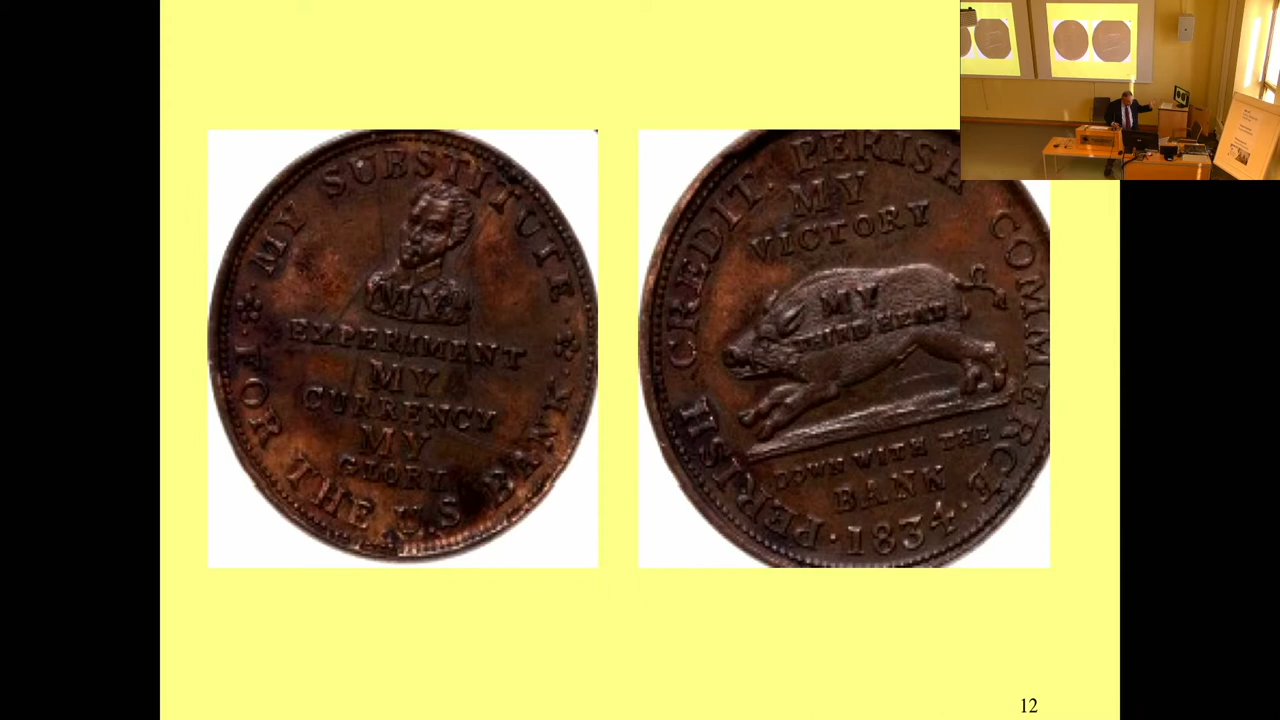 MY SUBSTITUTE
FOR THE U.S BANK
MY
EXPERIMENT
MY
CURRENCY
MY
GLORY
PERISH CREDIT. PERISH COMMERCE
MY
VICTORY
MY
DOWN WITH THE
BANK
1834
12